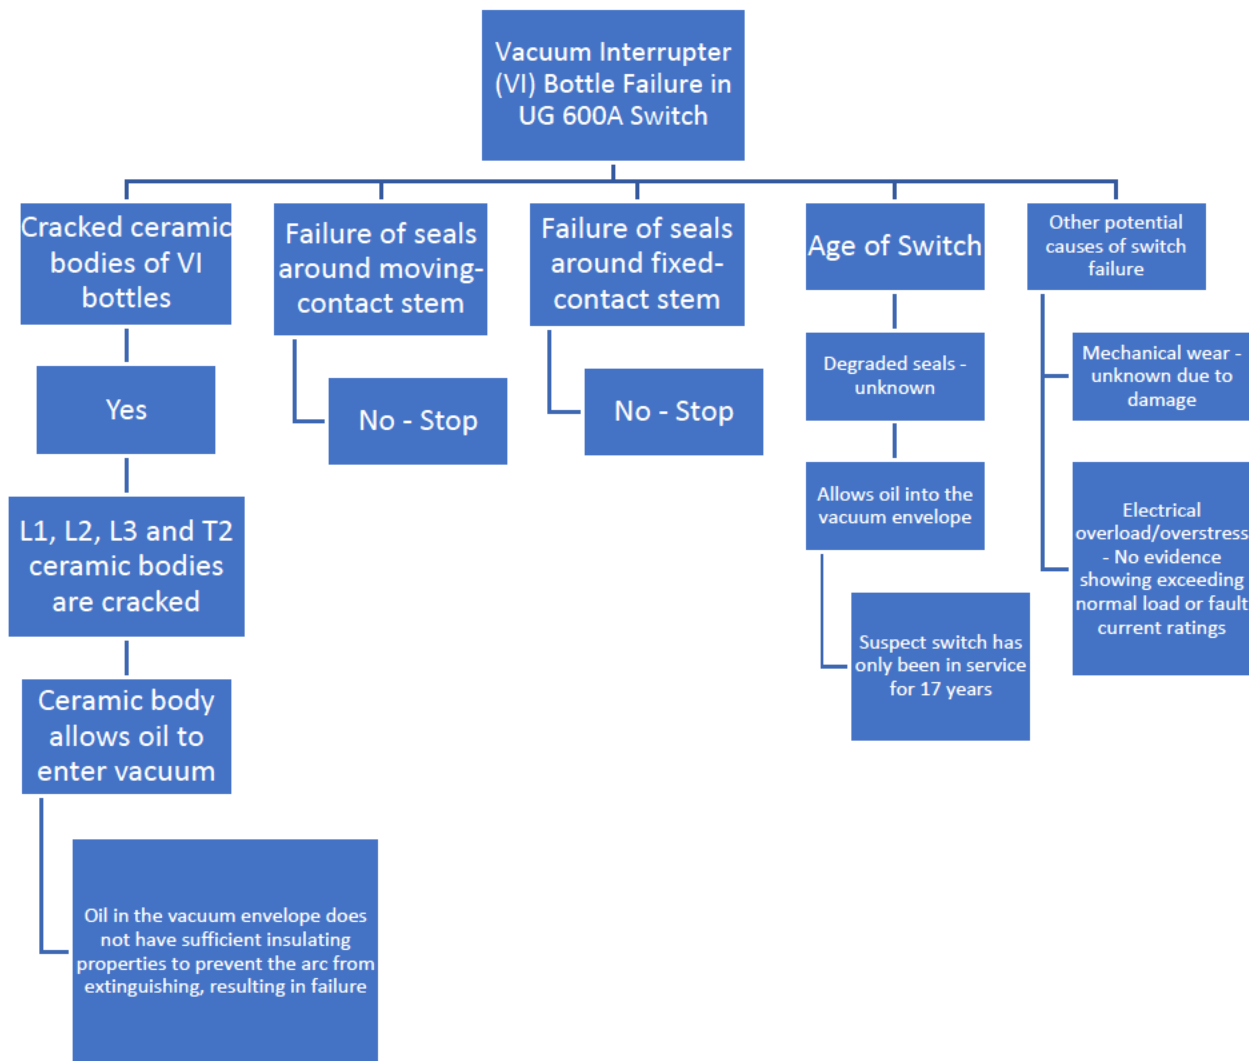 Vacuum Interrupter
(VI) Bottle Failure in
UG 600A Switch
Cracked ceramic
bodies of VI
bottles
Failure of seals
around moving-
contact stem
Failure of seals
around fixed-
contact stem
Age of Switch
Other potential
causes of switch
failure
Yes
No - Stop
No - Stop
Degraded seals -
unknown
Mechanical wear -
unknown due to
damage
L1, L2, L3 and T2
ceramic bodies
are cracked
Allows oil into the
vacuum envelope
Electrical
overload/overstress
- No evidence
showing exceeding
normal load or fault
current ratings
Ceramic body
allows oil to
enter vacuum
Suspect switch has
only been in service
for 17 years
Oil in the vacuum envelope does
not have sufficient insulating
properties to prevent the arc from
extinguishing, resulting in failure